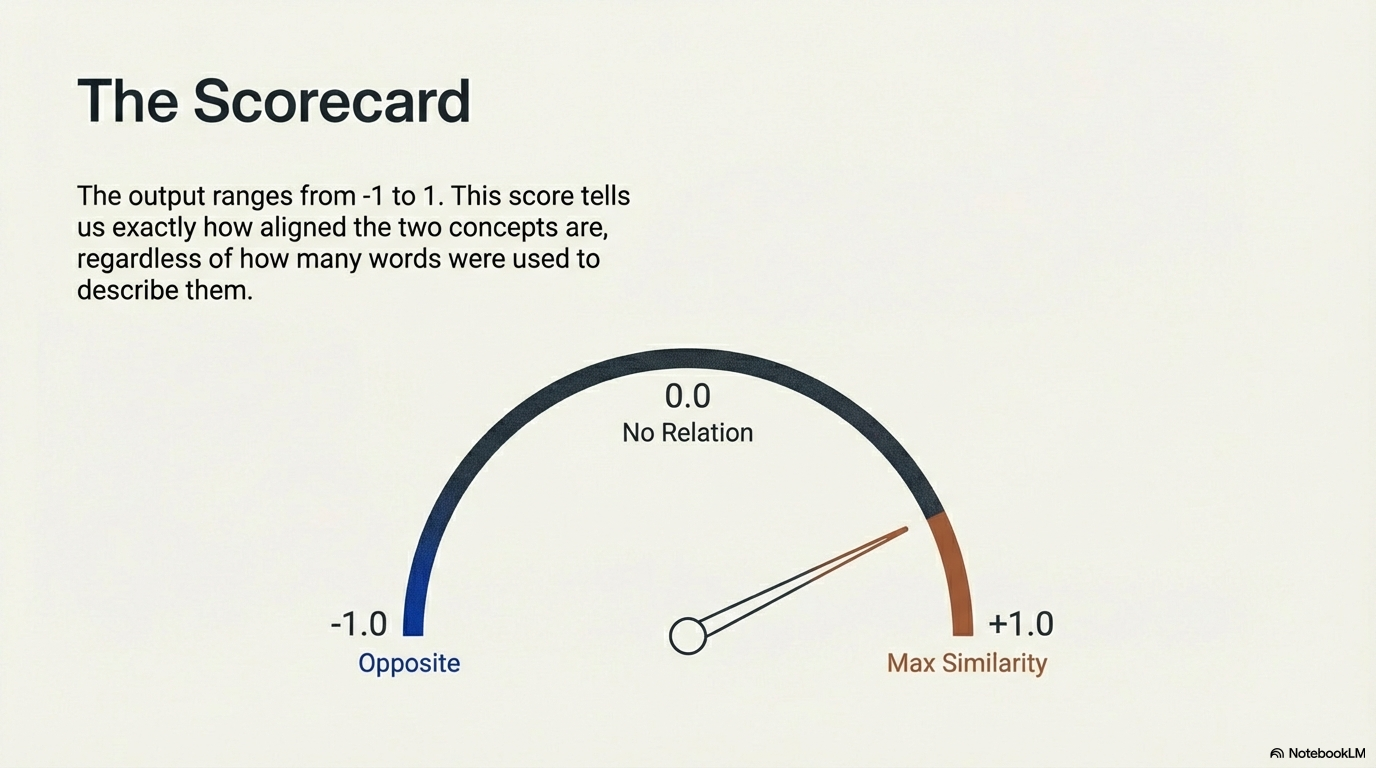 The Scorecard
The output ranges from -1 to 1. This score tells
us exactly how aligned the two concepts are,
regardless of how many words were used to
describe them.
0.0
No Relation
-1.0
Opposite
+1.0
Max Similarity
NotebookLM